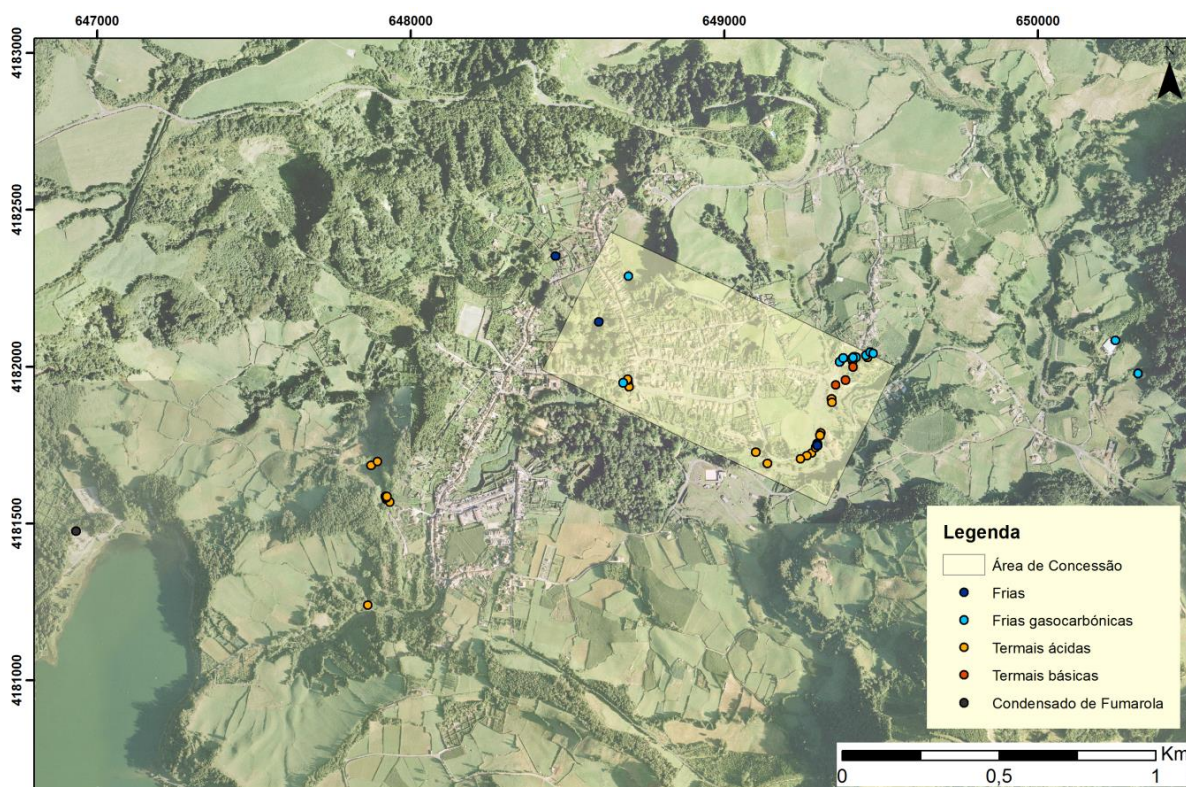 647000 648000 649000 650000
4183000
4182500
4182000
4181500
4181000
N
Legenda
Área de Concessão
Frias
Frias gasocarbónicas
Termais ácidas
Termais básicas
Condensado de Fumarola
Km
0 0,5 1